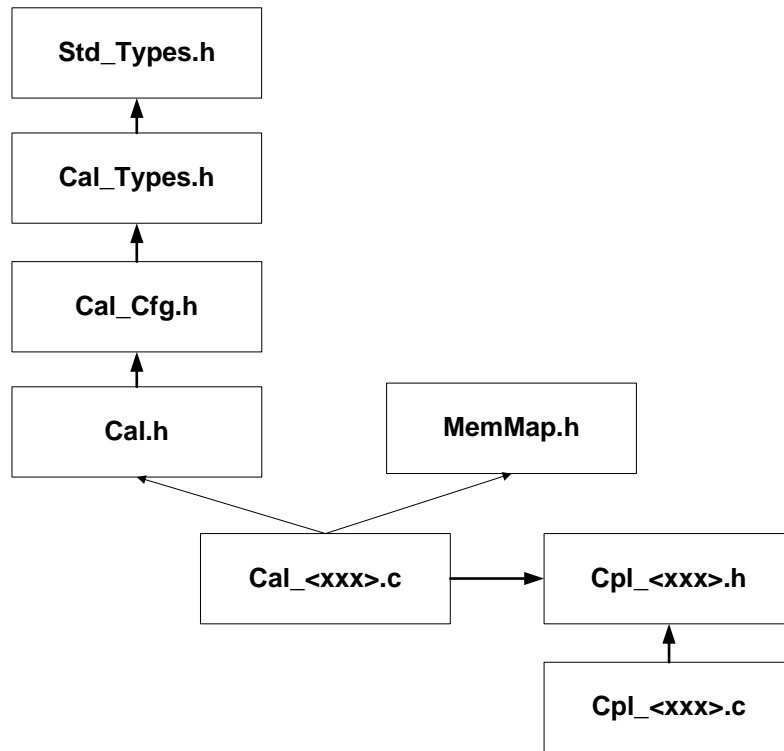 Std_Types.h
Cal_Types.h
Cal_Cfg.h
Cal.h
MemMap.h
Cal_<xxx>.c
Cpl_<xxx>.h
Cpl_<xxx>.c